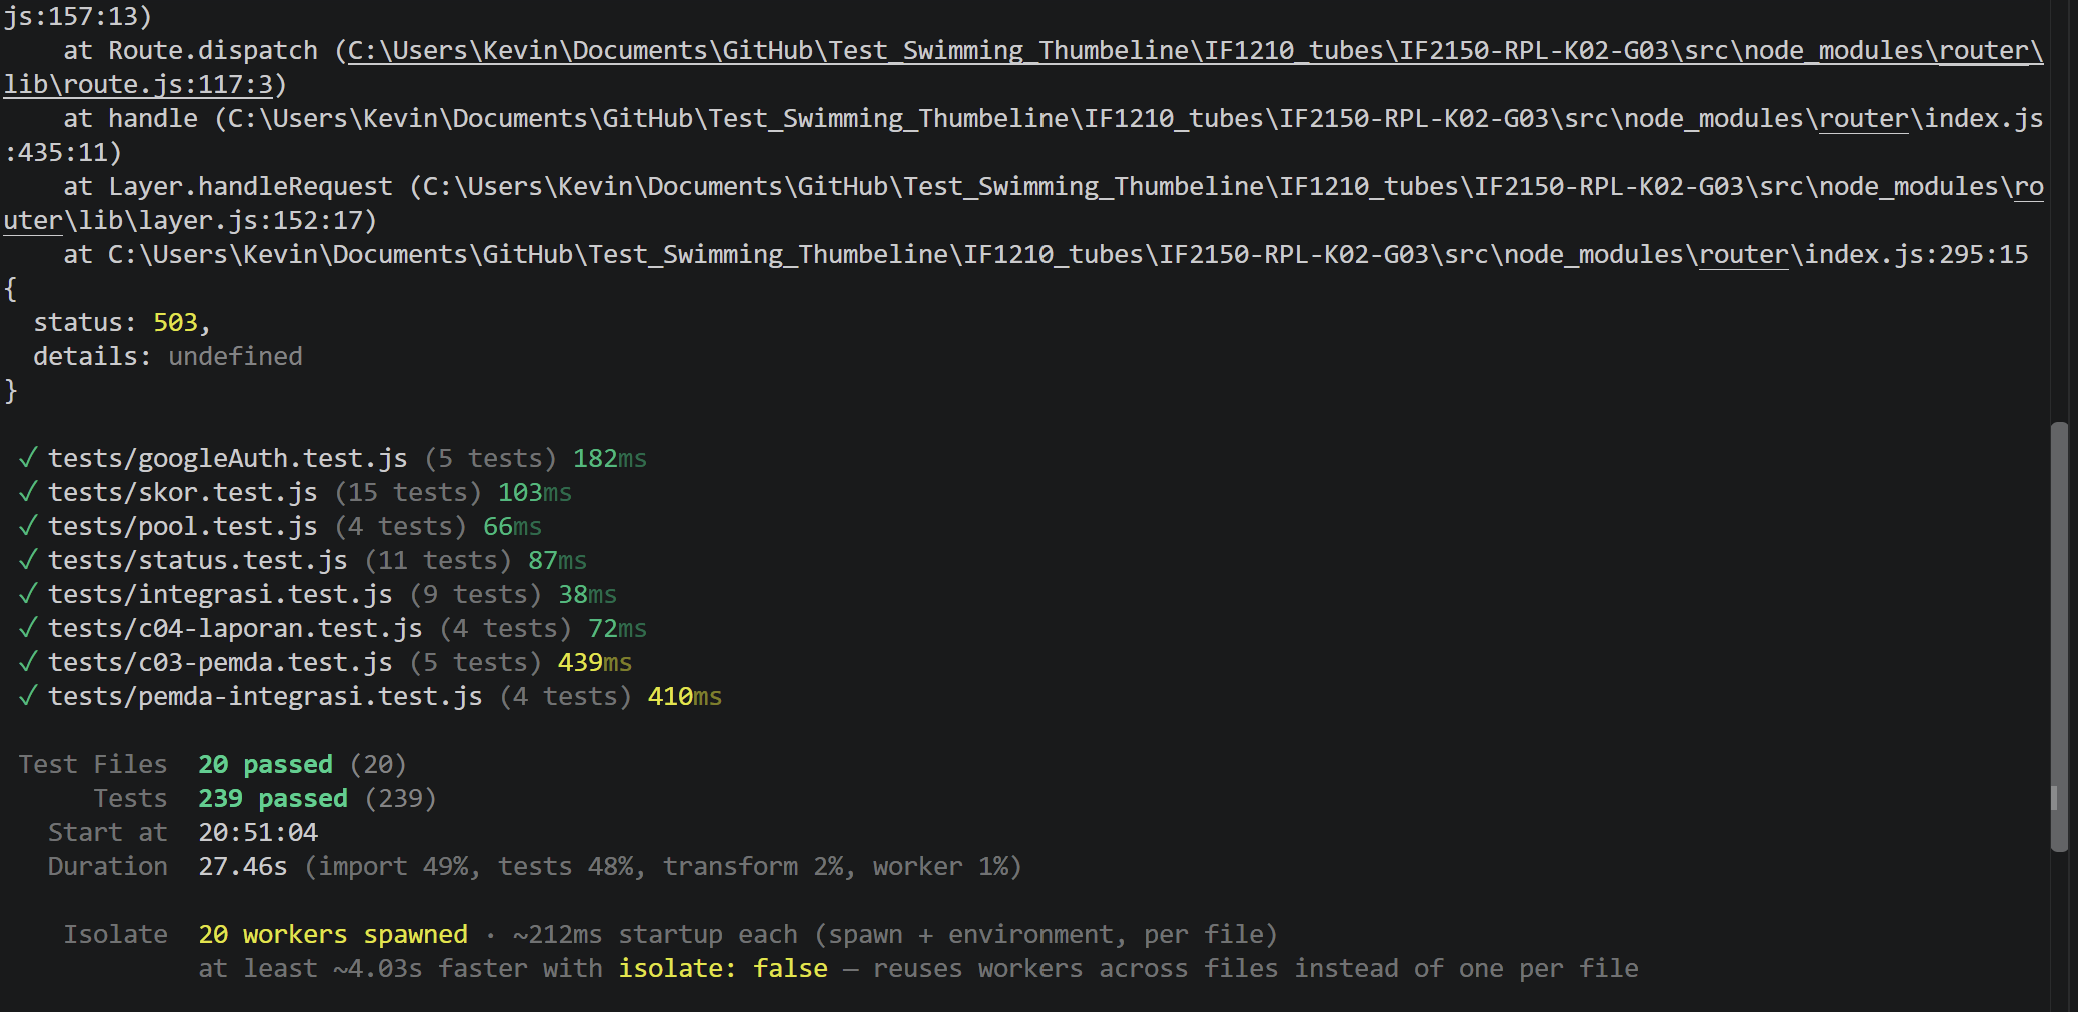 js:157:13)
    at Route.dispatch (C:\Users\Kevin\Documents\GitHub\Test_Swimming_Thumbeline\IF1210_tubes\IF2150-RPL-K02-G03\src\node_modules\router\
lib\route.js:117:3)
    at handle (C:\Users\Kevin\Documents\GitHub\Test_Swimming_Thumbeline\IF1210_tubes\IF2150-RPL-K02-G03\src\node_modules\router\index.js
:435:11)
    at Layer.handleRequest (C:\Users\Kevin\Documents\GitHub\Test_Swimming_Thumbeline\IF1210_tubes\IF2150-RPL-K02-G03\src\node_modules\ro
uter\lib\layer.js:152:17)
    at C:\Users\Kevin\Documents\GitHub\Test_Swimming_Thumbeline\IF1210_tubes\IF2150-RPL-K02-G03\src\node_modules\router\index.js:295:15
{
  status: 503,
  details: undefined
}
 ✓ tests/googleAuth.test.js (5 tests) 182ms
 ✓ tests/skor.test.js (15 tests) 103ms
 ✓ tests/pool.test.js (4 tests) 66ms
 ✓ tests/status.test.js (11 tests) 87ms
 ✓ tests/integrasi.test.js (9 tests) 38ms
 ✓ tests/c04-laporan.test.js (4 tests) 72ms
 ✓ tests/c03-pemda.test.js (5 tests) 439ms
 ✓ tests/pemda-integrasi.test.js (4 tests) 410ms
 Test Files  20 passed (20)
      Tests  239 passed (239)
   Start at  20:51:04
   Duration  27.46s (import 49%, tests 48%, transform 2%, worker 1%)
    Isolate  20 workers spawned · ~212ms startup each (spawn + environment, per file)
             at least ~4.03s faster with isolate: false — reuses workers across files instead of one per file